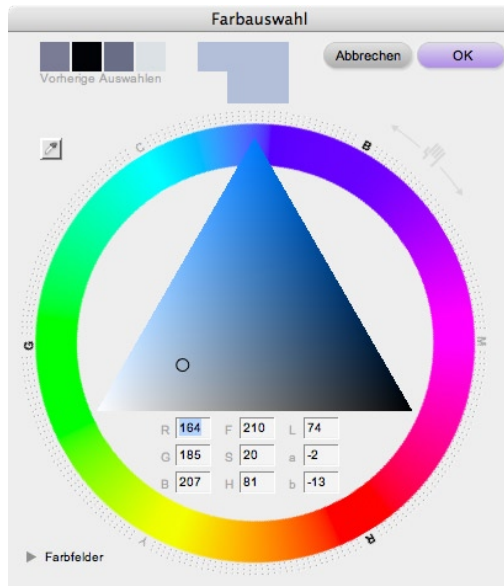 Farbauswahl
Abbrechen
OK
Vorherige Auswahlen
C
B
G
M
R 164 F 210 L 74
G 185 S 20 a -2
B 207 H 81 b -13
Y
R
Farbfelder